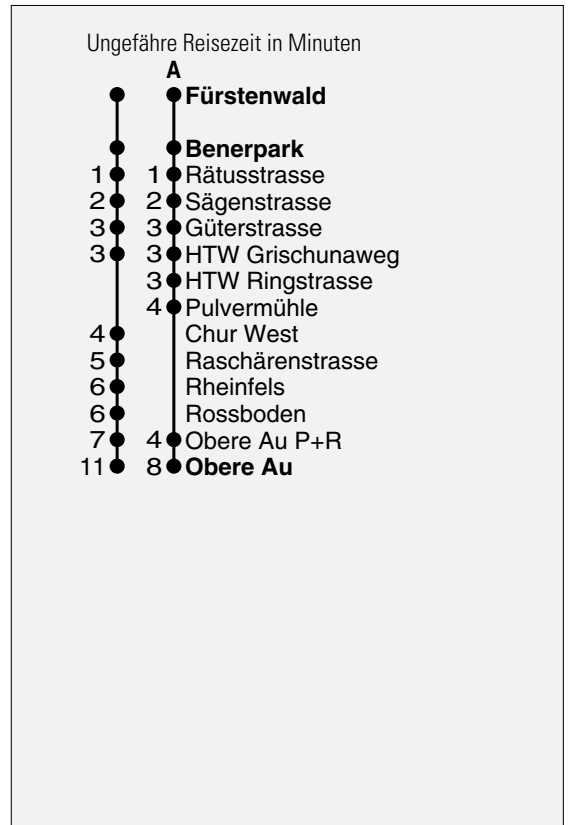 Ungefähre Reisezeit in Minuten
A
Fürstenwald
Benerpark
1 1 Rätusstrasse
2 2 Sägenstrasse
3 3 Güterstrasse
3 3 HTW Grischunaweg
3 HTW Ringstrasse
4 Pulvermühle
4 Chur West
5 Raschärenstrasse
6 Rheinfels
6 Rossboden
7 4 Obere Au P+R
11 8 Obere Au